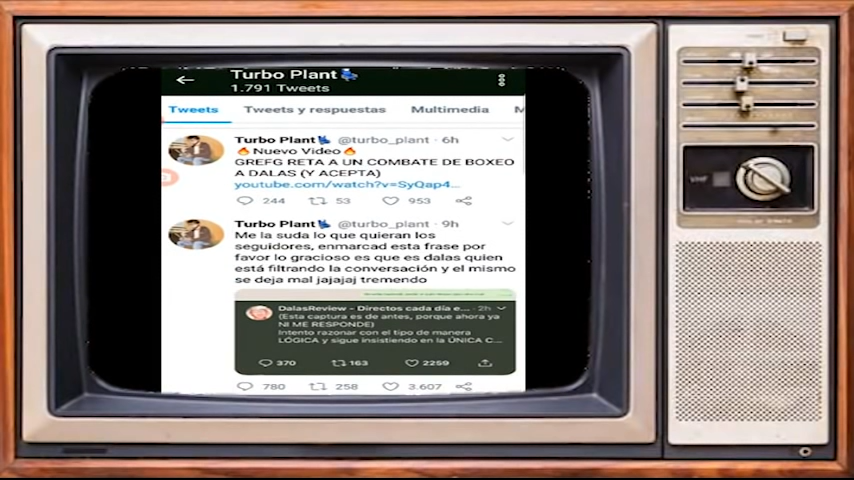 Turbo Plant
1.791 Tweets
Tweets Tweets y respuestas Multimedia M
Turbo Plant @turbo_plant · 6h
🔥Nuevo Video🔥
GREFG RETA A UN COMBATE DE BOXEO
A DALAS (Y ACEPTA)
youtube.com/watch?v=SyQap4...
244 53 953
Turbo Plant @turbo_plant · 9h
Me la suda lo que quieran los
seguidores, enmarcad esta frase por
favor lo gracioso es que es dalas quien
está filtrando la conversación y el mismo
se deja mal jajajaj tremendo
DalasReview - Directos cada día e... · 2h
(Esta captura es de antes, porque ahora ya
NI ME RESPONDE)
Intento razonar con el tipo de manera
LÓGICA y sigue insistiendo en la ÚNICA C...
370 163 2259
780 258 3.607
VHF